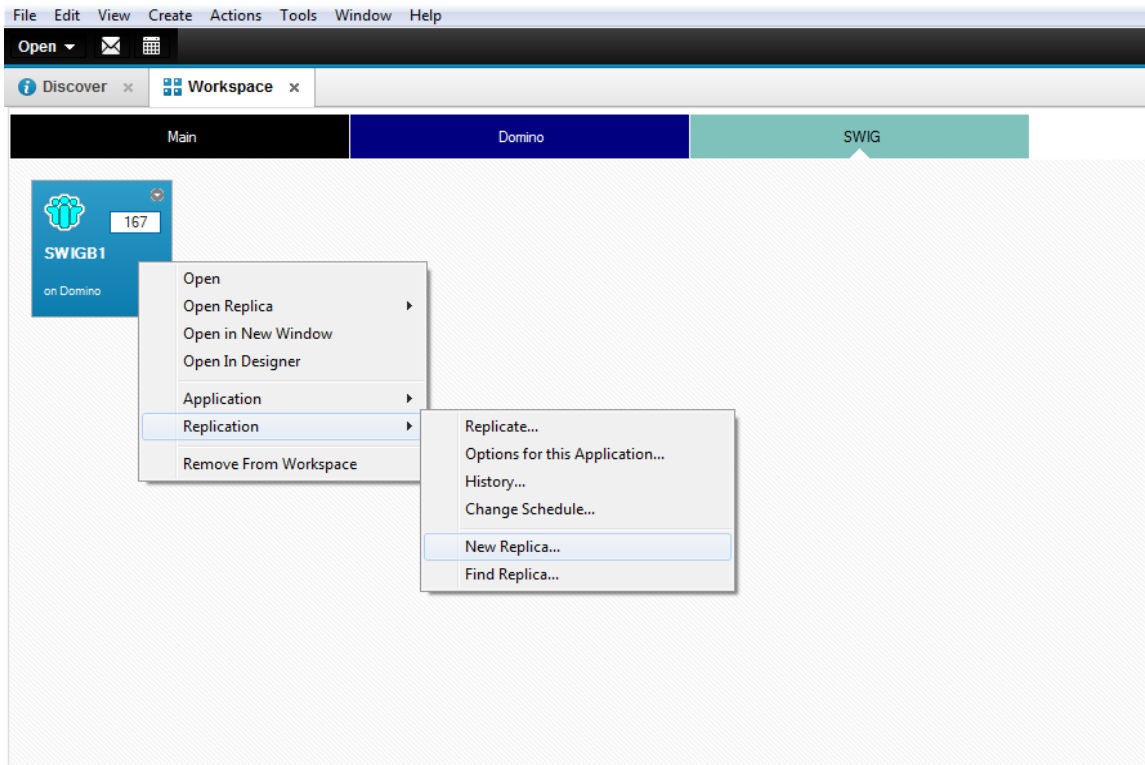 File Edit View Create Actions Tools Window Help
Open
Discover
Workspace
Main
Domino
SWIG
167
SWIGB1
on Domino
Open
Open Replica
Open in New Window
Open In Designer
Application
Replication
Remove From Workspace
Replicate...
Options for this Application...
History...
Change Schedule...
New Replica...
Find Replica...